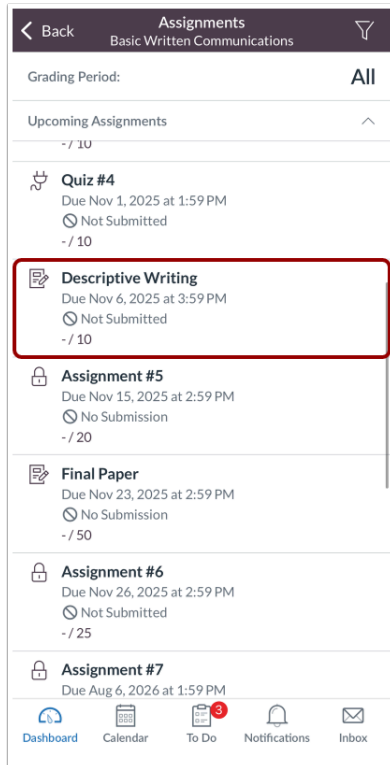 Back
Assignments
Basic Written Communications
Grading Period:
All
Upcoming Assignments
- / 10
Quiz #4
Due Nov 1, 2025 at 1:59 PM
Not Submitted
- / 10
Descriptive Writing
Due Nov 6, 2025 at 3:59 PM
Not Submitted
- / 10
Assignment #5
Due Nov 15, 2025 at 2:59 PM
No Submission
- / 20
Final Paper
Due Nov 23, 2025 at 2:59 PM
No Submission
- / 50
Assignment #6
Due Nov 26, 2025 at 2:59 PM
Not Submitted
- / 25
Assignment #7
Due Aug 6, 2026 at 1:59 PM
3
Dashboard
Calendar
To Do
Notifications
Inbox